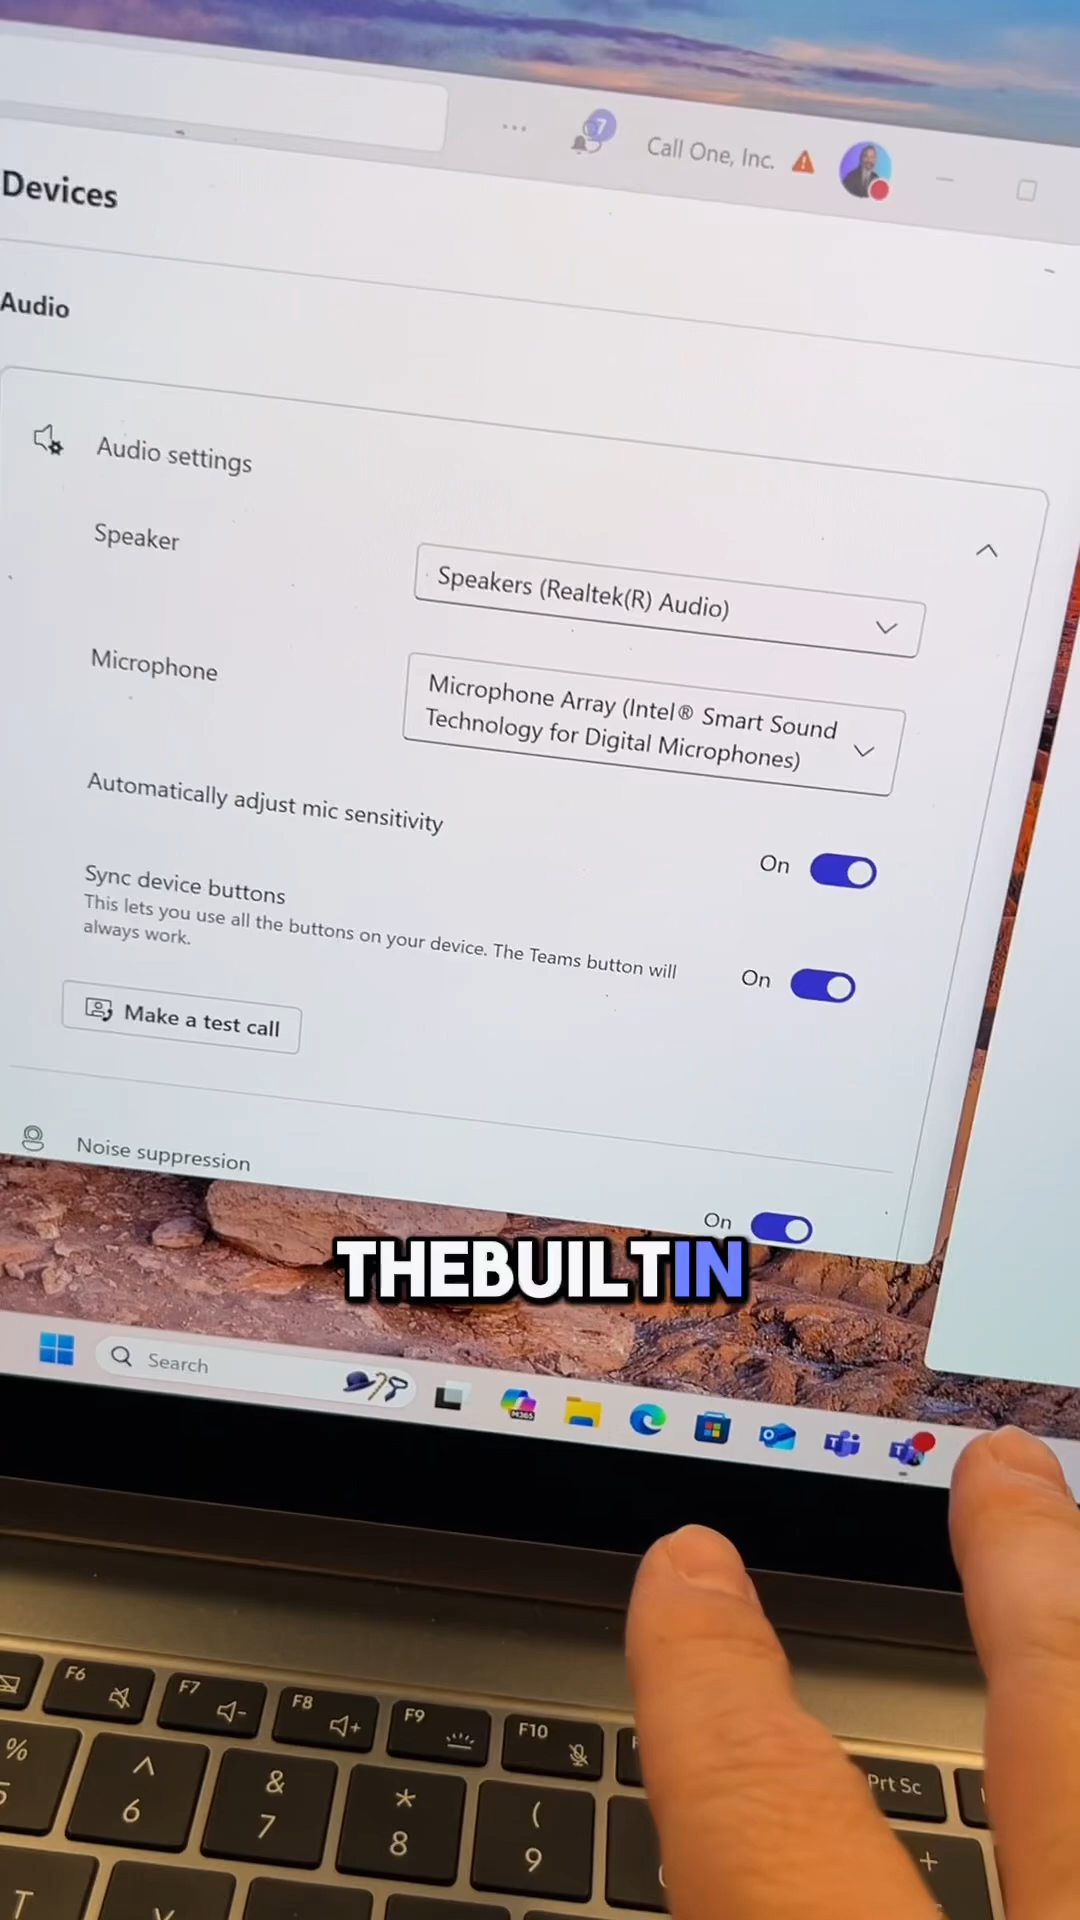 7
Call One, Inc.
Devices
Audio
Audio settings
Speaker
Speakers (Realtek(R) Audio)
Microphone
Microphone Array (Intel® Smart Sound
Technology for Digital Microphones)
Automatically adjust mic sensitivity
On
Sync device buttons
This lets you use all the buttons on your device. The Teams button will
always work.
On
Make a test call
Noise suppression
On
THEBUILTIN
Search
M365
F6
F7
F8
F9
F10
Prt Sc
%
5
^
6
&
7
*
8
(
9
+
T
Y